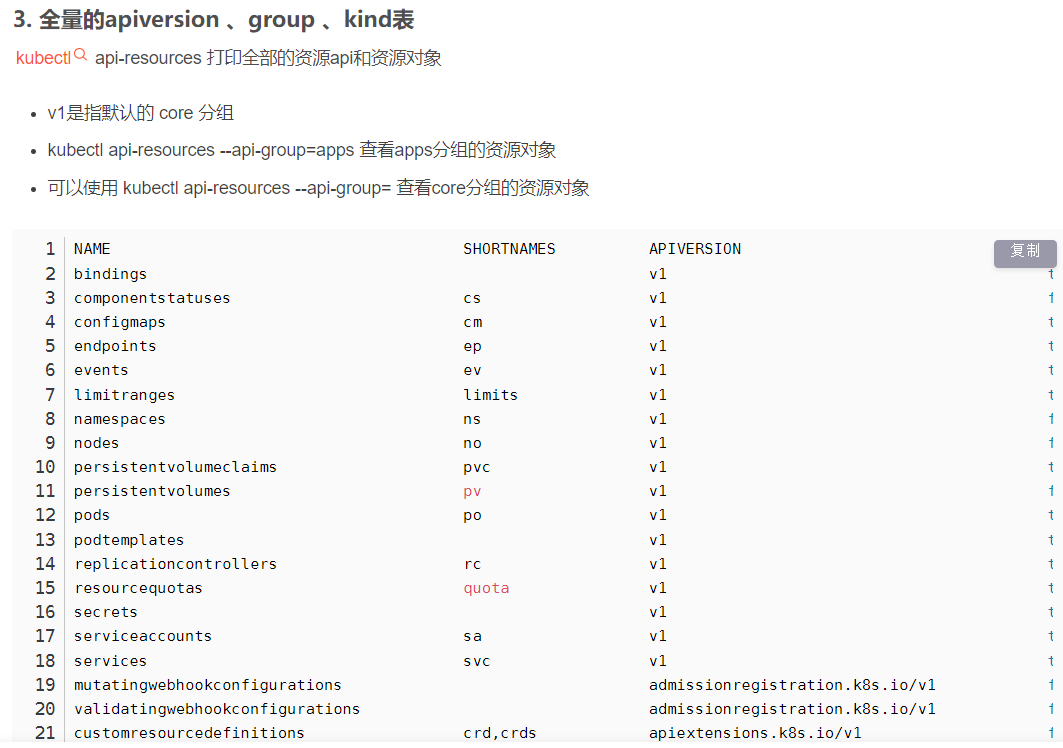 3. 全量的apiversion 、group 、kind表
kubectl api-resources 打印全部的资源api和资源对象
v1是指默认的 core 分组
kubectl api-resources --api-group=apps 查看apps分组的资源对象
可以使用 kubectl api-resources --api-group= 查看core分组的资源对象
1 NAME SHORTNAMES APIVERSION 复制
2 bindings v1 t
3 componentstatuses cs v1 f
4 configmaps cm v1 t
5 endpoints ep v1 t
6 events ev v1 t
7 limitranges limits v1 t
8 namespaces ns v1 f
9 nodes no v1 f
10 persistentvolumeclaims pvc v1 t
11 persistentvolumes pv v1 f
12 pods po v1 t
13 podtemplates v1 t
14 replicationcontrollers rc v1 t
15 resourcequotas quota v1 t
16 secrets v1 t
17 serviceaccounts sa v1 t
18 services svc v1 t
19 mutatingwebhookconfigurations admissionregistration.k8s.io/v1 f
20 validatingwebhookconfigurations admissionregistration.k8s.io/v1 f
21 customresourcedefinitions crd,crds apiextensions.k8s.io/v1 f